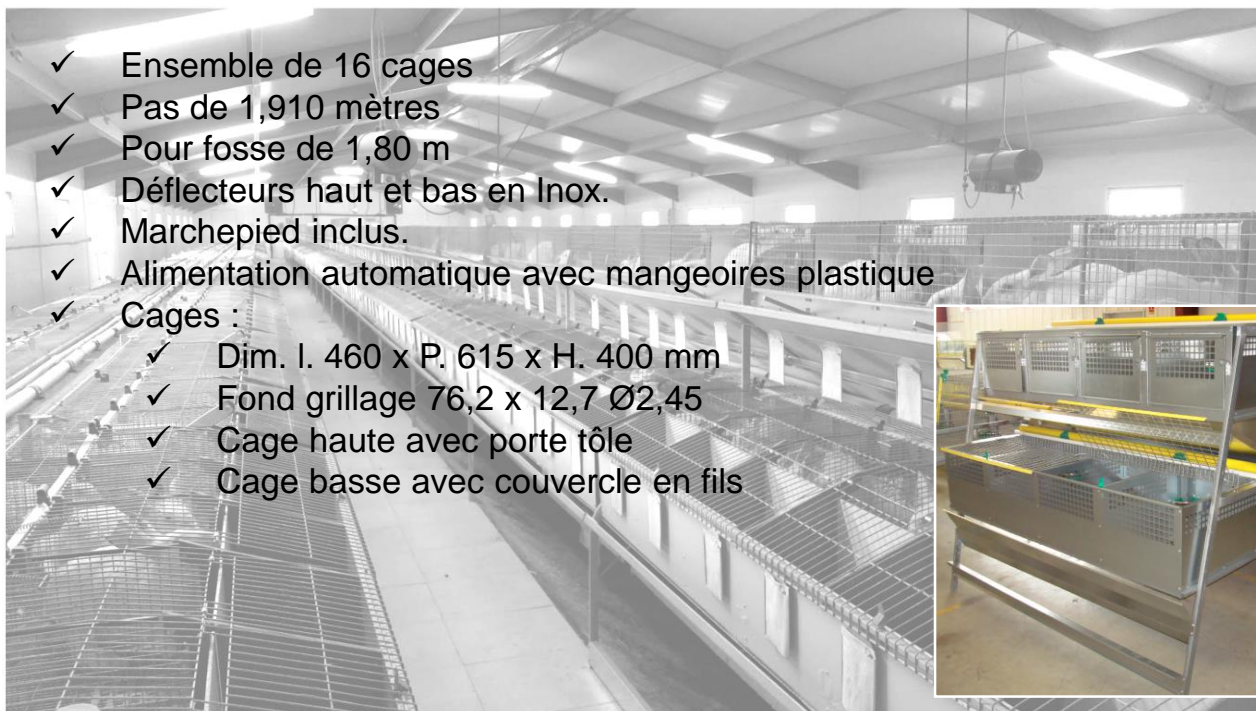 ✓ Ensemble de 16 cages
✓ Pas de 1,910 mètres
✓ Pour fosse de 1,80 m
✓ Déflecteurs haut et bas en Inox.
✓ Marchepied inclus.
✓ Alimentation automatique avec mangeoires plastique
✓ Cages :
✓ Dim. l. 460 x P. 615 x H. 400 mm
✓ Fond grillage 76,2 x 12,7 Ø2,45
✓ Cage haute avec porte tôle
✓ Cage basse avec couvercle en fils